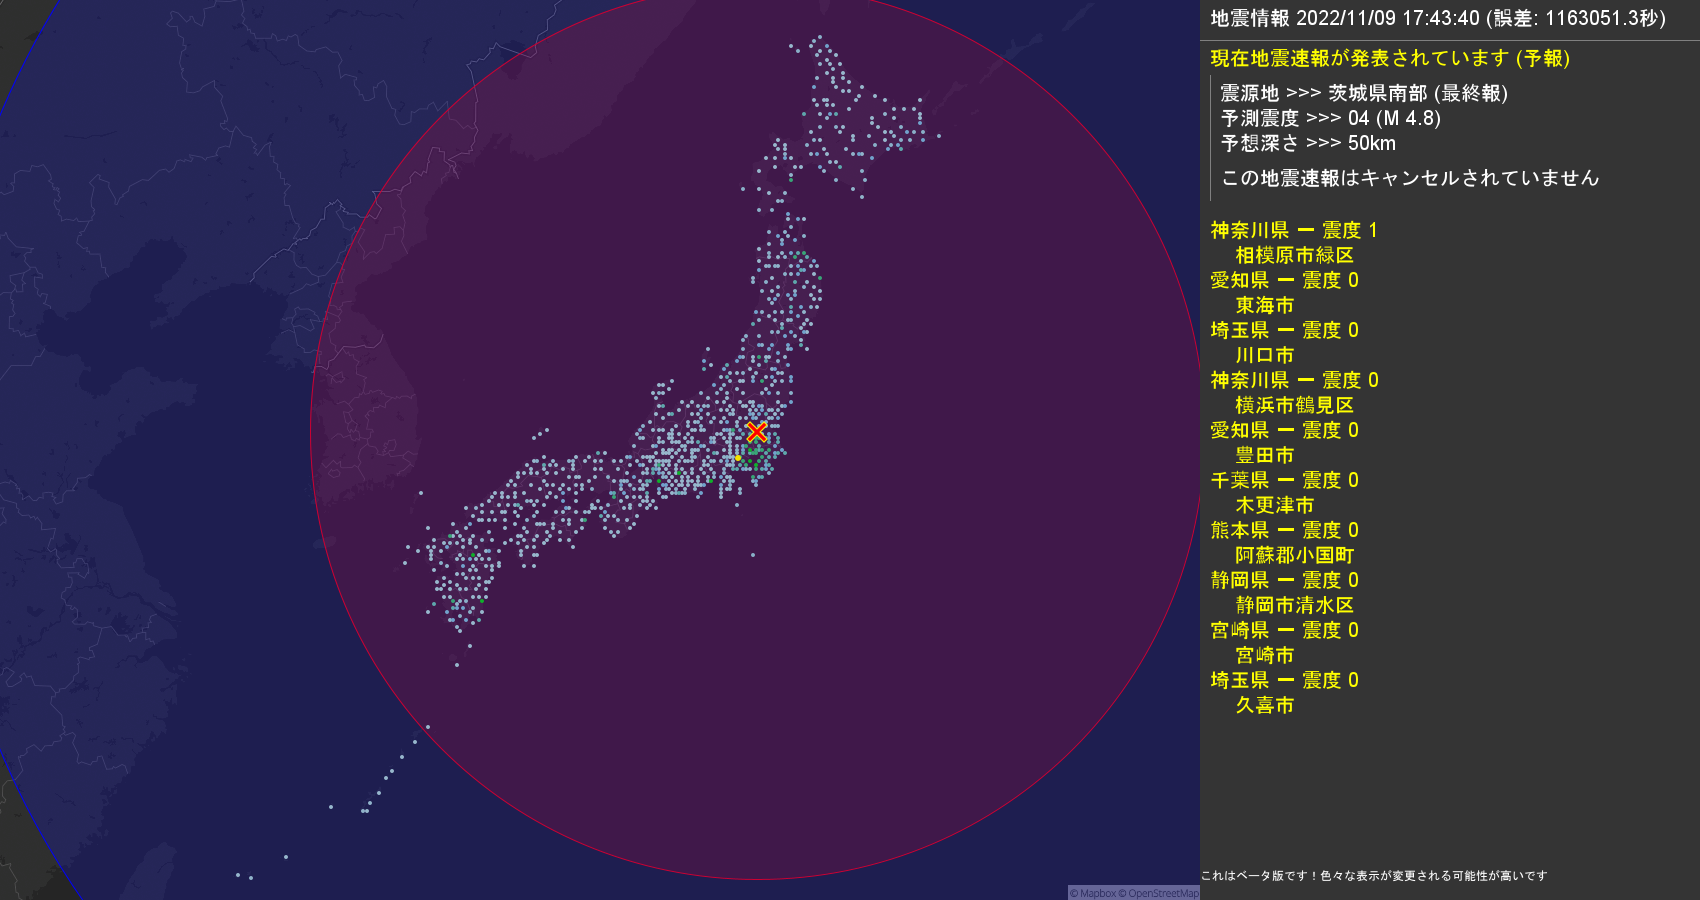 地震情報 2022/11/09 17:43:40 (誤差: 1163051.3秒)
現在地震速報が発表されています (予報)
震源地 >>> 茨城県南部 (最終報)
予測震度 >>> 04 (M 4.8)
予想深さ >>> 50km
この地震速報はキャンセルされていません
神奈川県 ー 震度 1
相模原市緑区
愛知県 ー 震度 0
東海市
埼玉県 ー 震度 0
川口市
神奈川県 ー 震度 0
横浜市鶴見区
愛知県 ー 震度 0
豊田市
千葉県 ー 震度 0
木更津市
熊本県 ー 震度 0
阿蘇郡小国町
静岡県 ー 震度 0
静岡市清水区
宮崎県 ー 震度 0
宮崎市
埼玉県 ー 震度 0
久喜市
これはベータ版です！色々な表示が変更される可能性が高いです
© Mapbox © OpenStreetMap